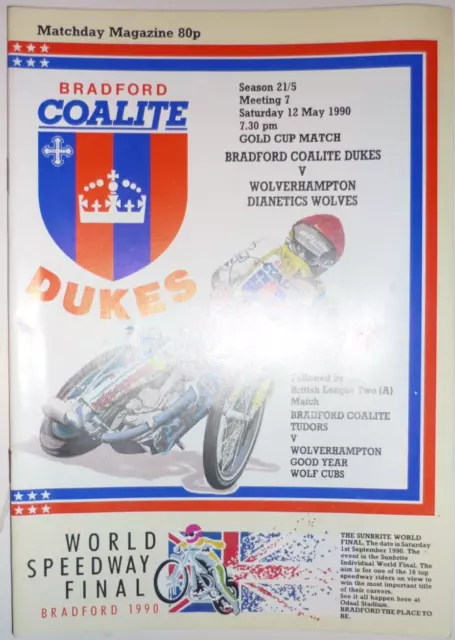 Matchday Magazine 80p
BRADFORD
COALITE
DUKES
Season 21/5
Meeting 7
Saturday 12 May 1990
7.30 pm
GOLD CUP MATCH
BRADFORD COALITE DUKES
V
WOLVERHAMPTON
DIANETICS WOLVES
Followed by
British League Two (A)
Match
BRADFORD COALITE
TUDORS
V
WOLVERHAMPTON
GOOD YEAR
WOLF CUBS
WORLD
SPEEDWAY
FINAL
BRADFORD 1990
THE SUNBRITE WORLD
FINAL. The date is Saturday
1st September 1990. The
event is the Sunbrite
Individual World Final. The
aim is for one of the 16 top
speedway riders on view to
win the most important title
of their careers.
See it all happen here at
Odsal Stadium.
BRADFORD THE PLACE TO
BE.